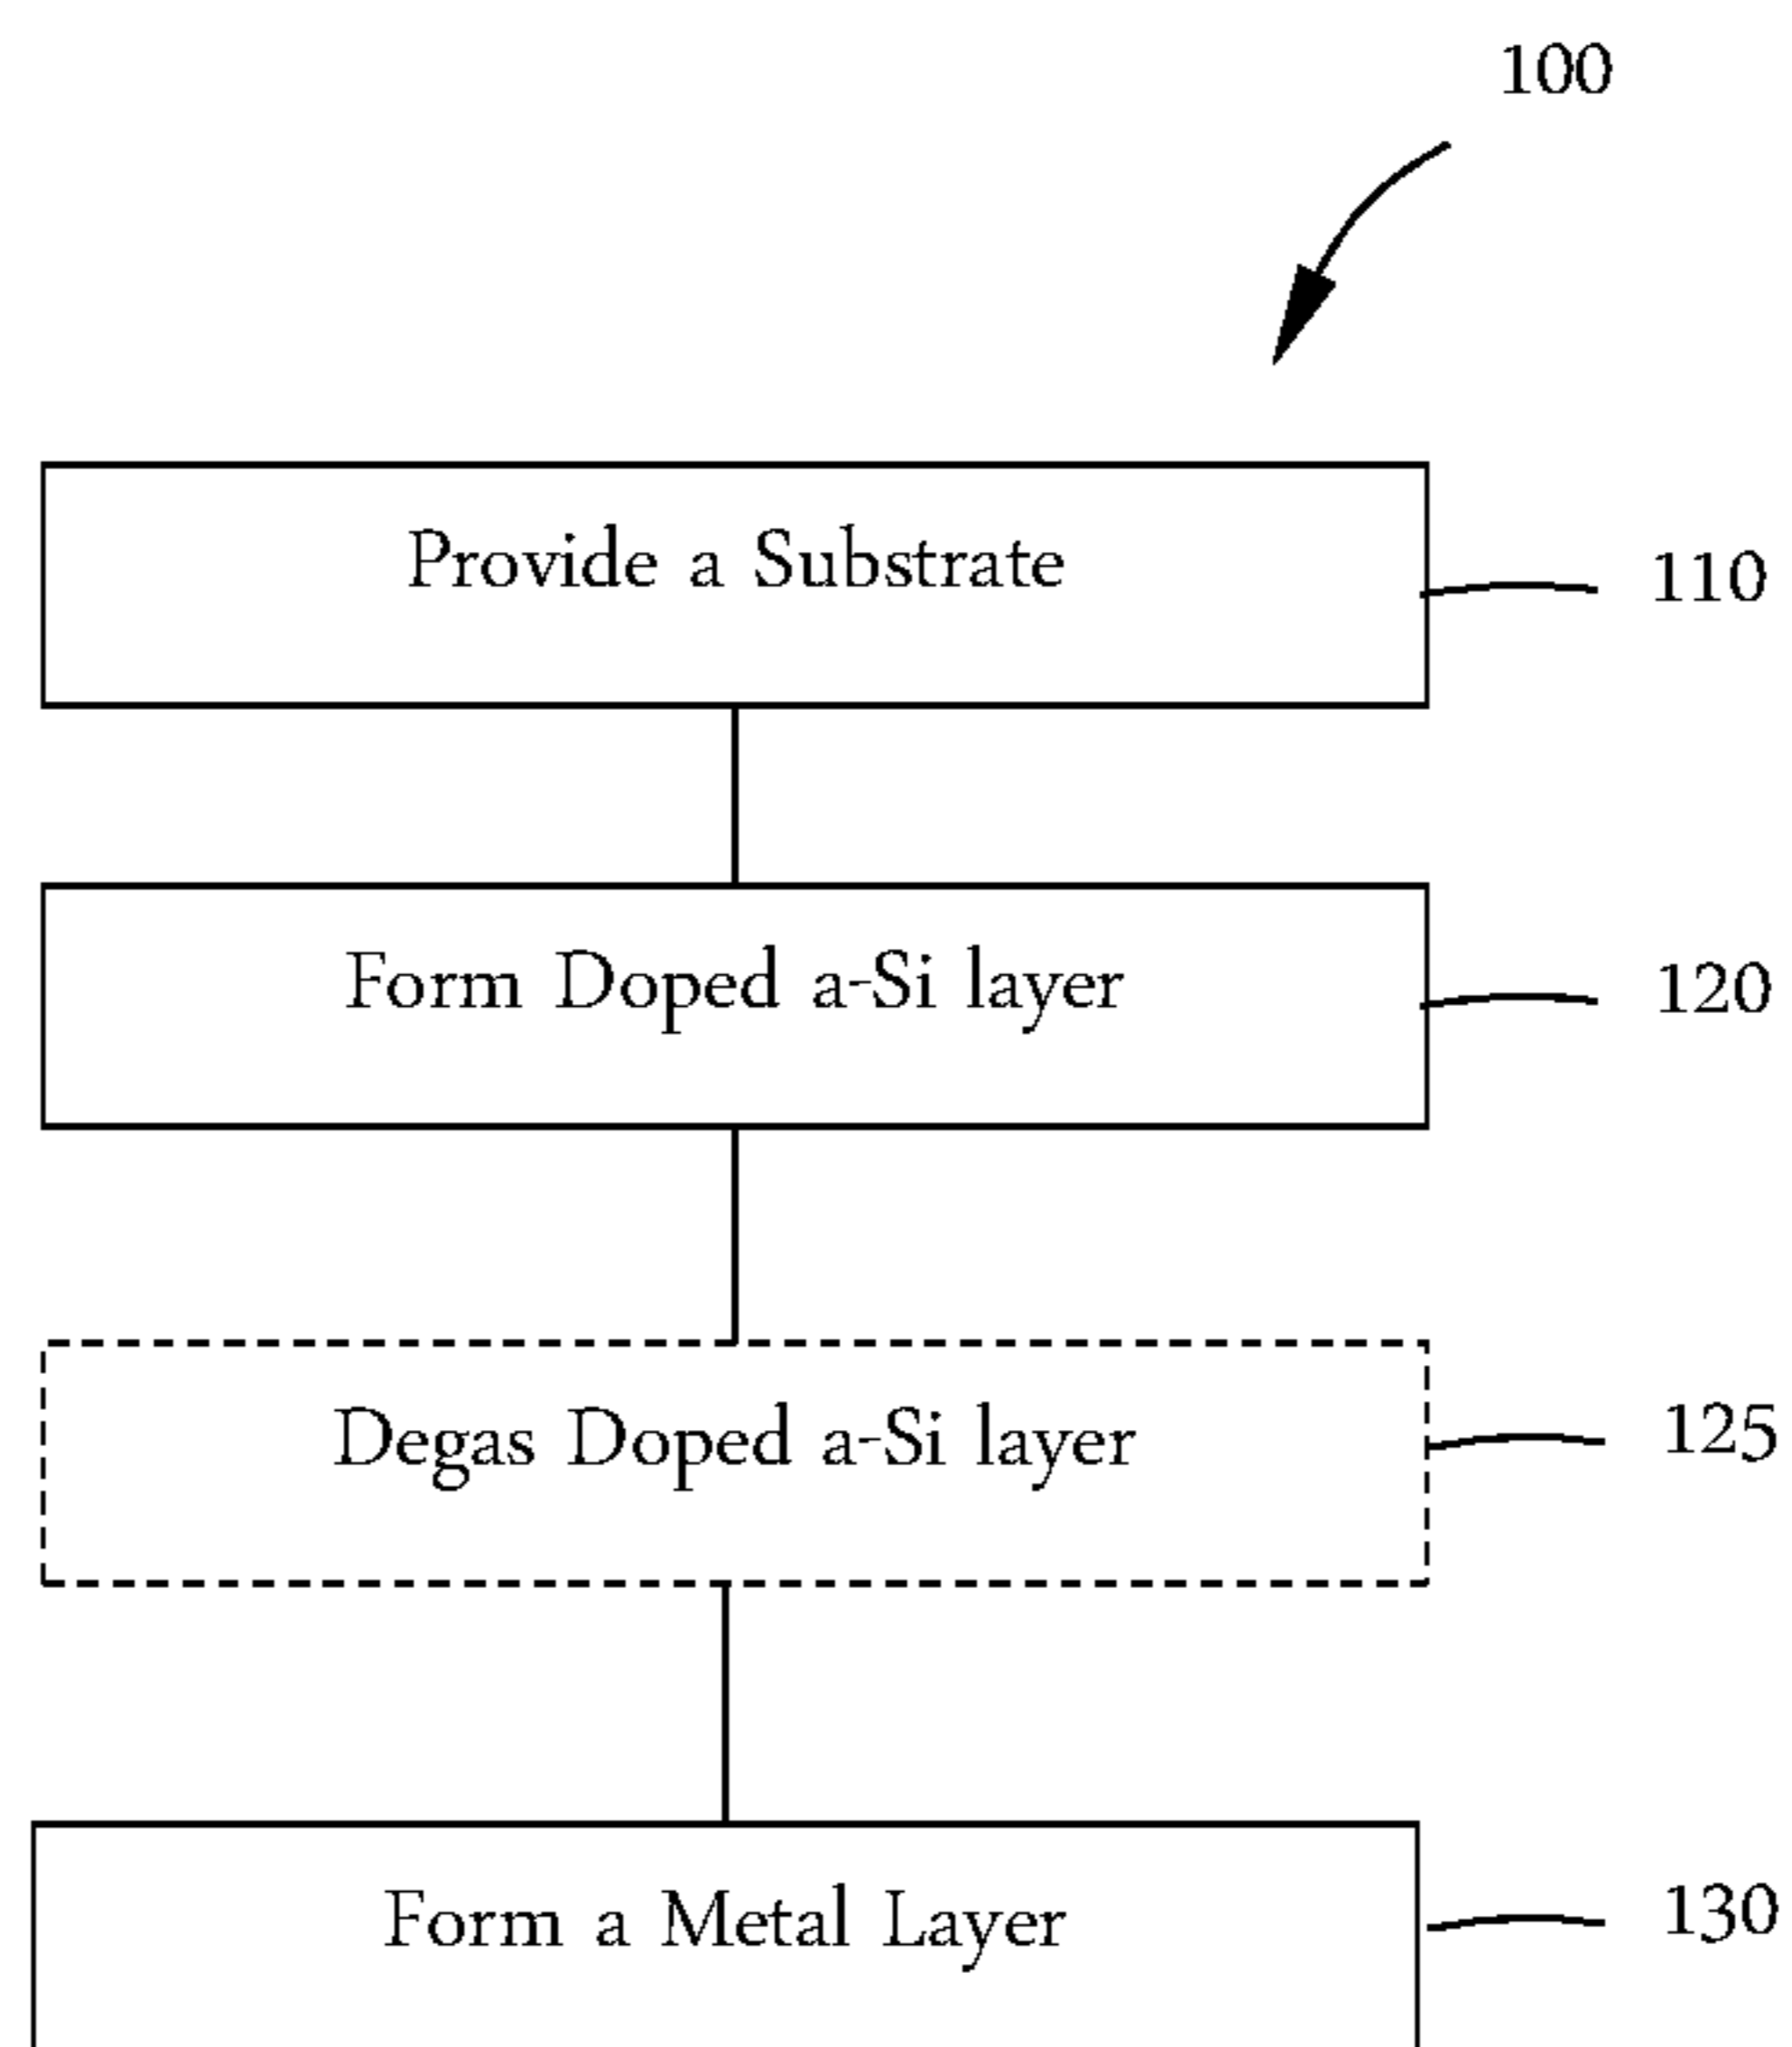 100
Provide a Substrate
110
Form Doped a-Si layer
120
Degas Doped a-Si layer
125
Form a Metal Layer
130